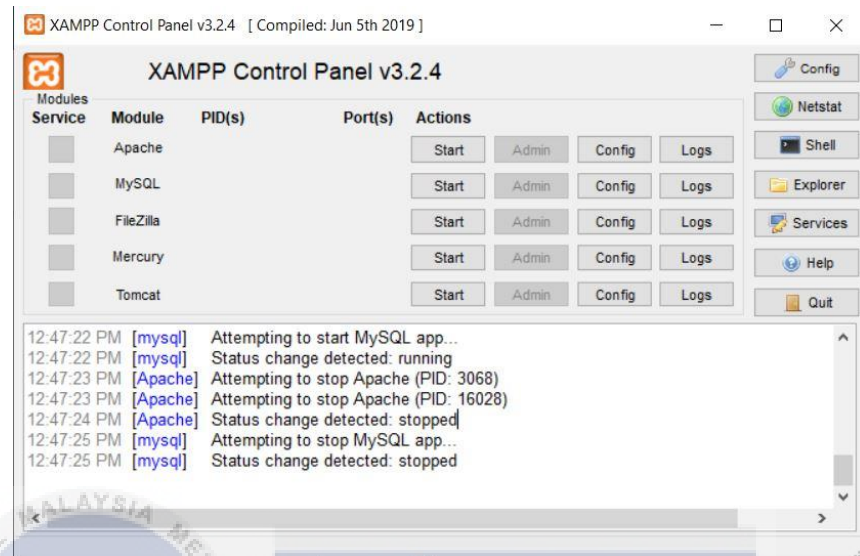 XAMPP Control Panel v3.2.4 [ Compiled: Jun 5th 2019 ]
XAMPP Control Panel v3.2.4
Config
Modules
Service Module PID(s) Port(s) Actions
Netstat
Apache Start Admin Config Logs
Shell
MySQL Start Admin Config Logs
Explorer
FileZilla Start Admin Config Logs
Services
Mercury Start Admin Config Logs
Help
Tomcat Start Admin Config Logs
Quit
12:47:22 PM [mysql] Attempting to start MySQL app...
12:47:22 PM [mysql] Status change detected: running
12:47:23 PM [Apache] Attempting to stop Apache (PID: 3068)
12:47:23 PM [Apache] Attempting to stop Apache (PID: 16028)
12:47:24 PM [Apache] Status change detected: stopped
12:47:25 PM [mysql] Attempting to stop MySQL app...
12:47:25 PM [mysql] Status change detected: stopped
MALAYSIA